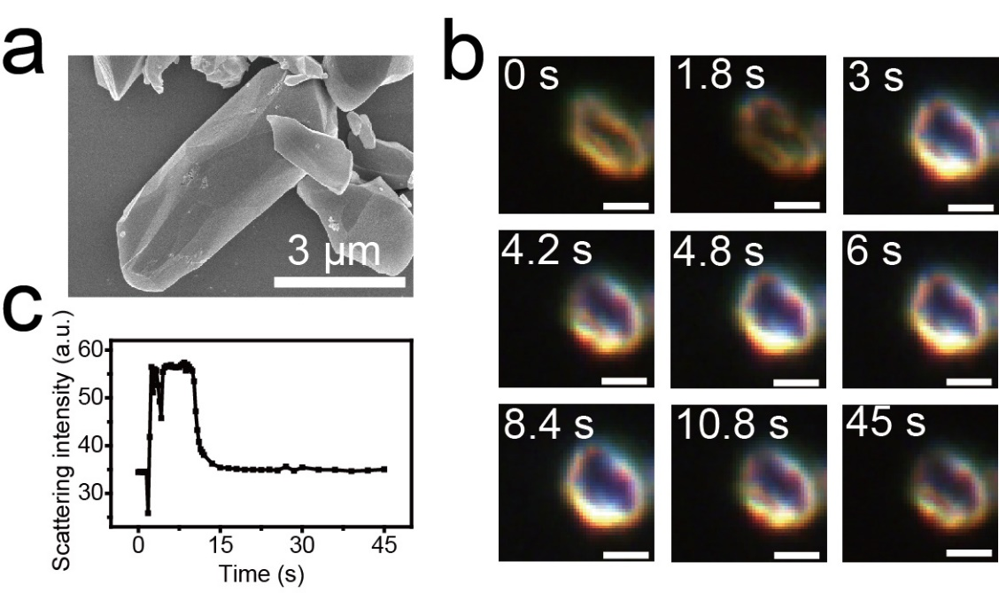 a
3 μm
b
0 s
1.8 s
3 s
4.2 s
4.8 s
6 s
8.4 s
10.8 s
45 s
c
Scattering intensity (a.u.)
60
50
40
30
0
15
30
45
Time (s)